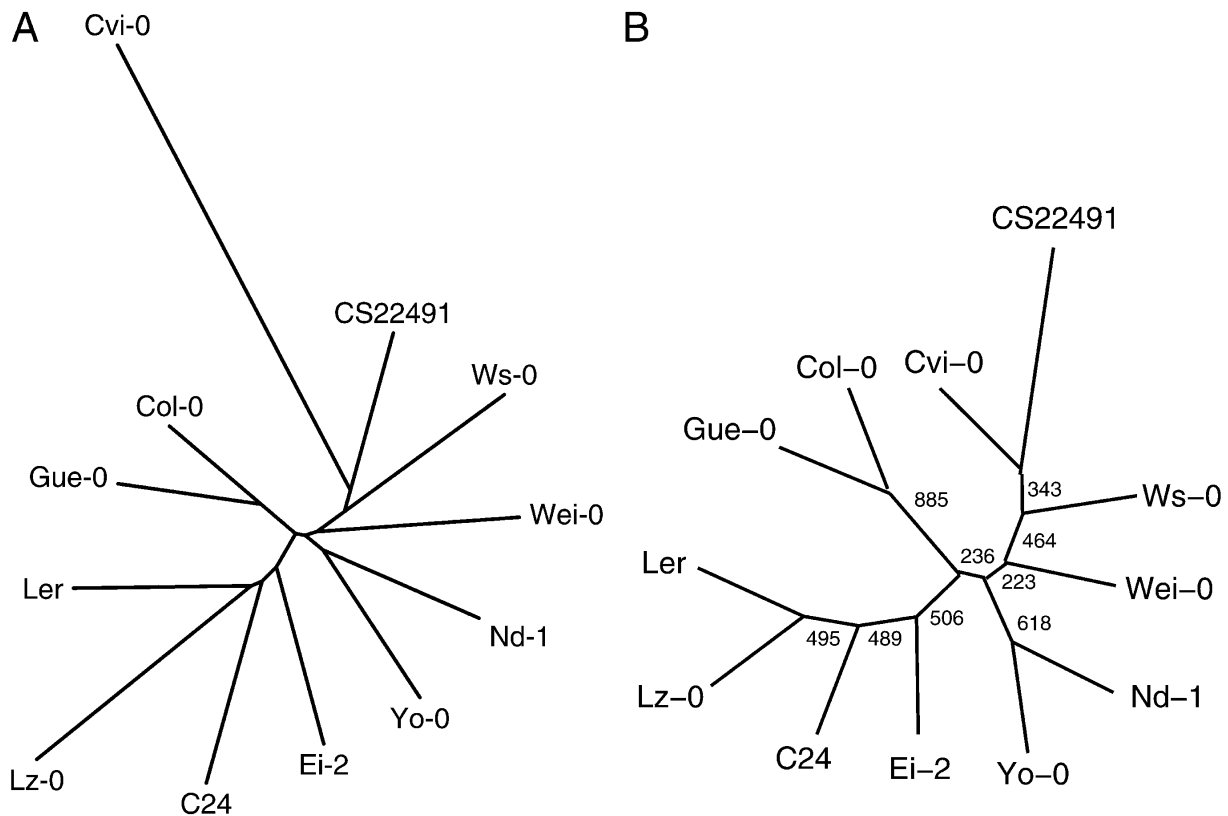 A
Cvi-0
CS22491
Ws-0
Col-0
Gue-0
Wei-0
Ler
Nd-1
Yo-0
Ei-2
Lz-0
C24
B
CS22491
Col–0
Cvi–0
Gue–0
885
343
Ws–0
464
Ler
236
223
Wei–0
506
618
495
489
Lz–0
Nd–1
C24
Ei–2
Yo–0